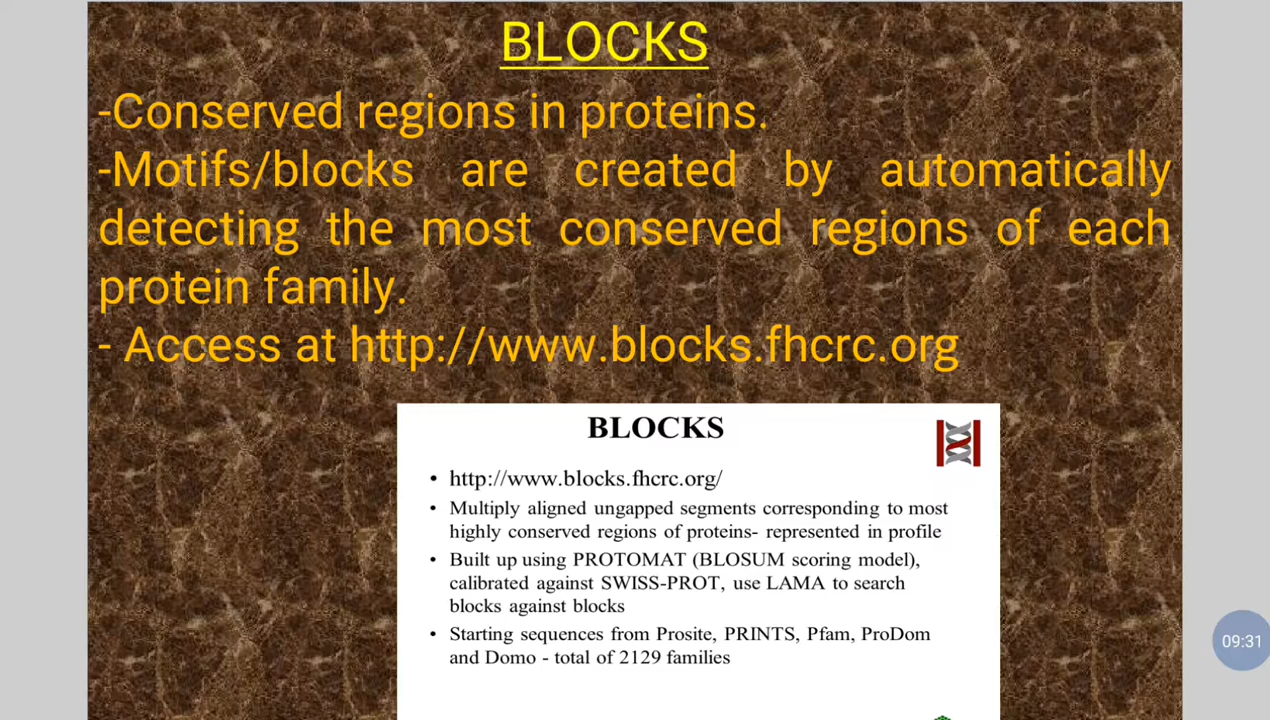 BLOCKS
-Conserved regions in proteins.
-Motifs/blocks are created by automatically
detecting the most conserved regions of each
protein family.
- Access at http://www.blocks.fhcrc.org
BLOCKS
• http://www.blocks.fhcrc.org/
• Multiply aligned ungapped segments corresponding to most
highly conserved regions of proteins- represented in profile
• Built up using PROTOMAT (BLOSUM scoring model),
calibrated against SWISS-PROT, use LAMA to search
blocks against blocks
• Starting sequences from Prosite, PRINTS, Pfam, ProDom
and Domo - total of 2129 families
09:31